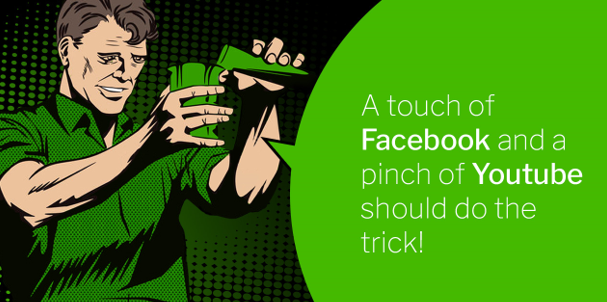 A touch of
Facebook and a
pinch of Youtube
should do the
trick!